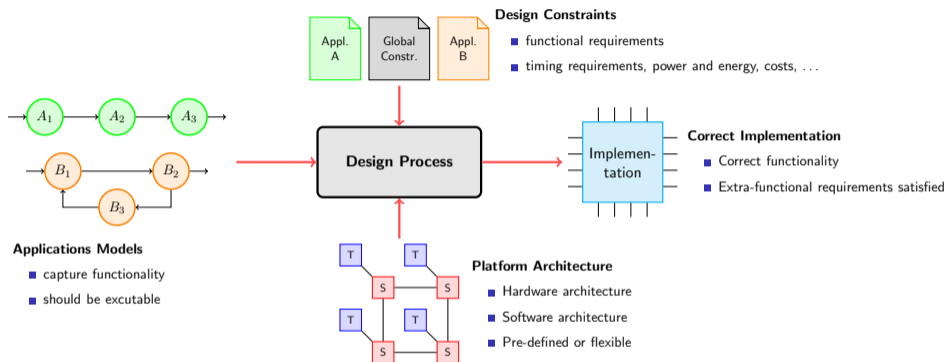 Design Constraints
Appl.
A
Global
Constr.
Appl.
B
functional requirements
timing requirements, power and energy, costs, ...
A1
A2
A3
B1
B2
B3
Applications Models
capture functionality
should be excutable
Design Process
Implemen-
tation
Correct Implementation
Correct functionality
Extra-functional requirements satisfied
T
T
S
S
T
T
S
S
Platform Architecture
Hardware architecture
Software architecture
Pre-defined or flexible